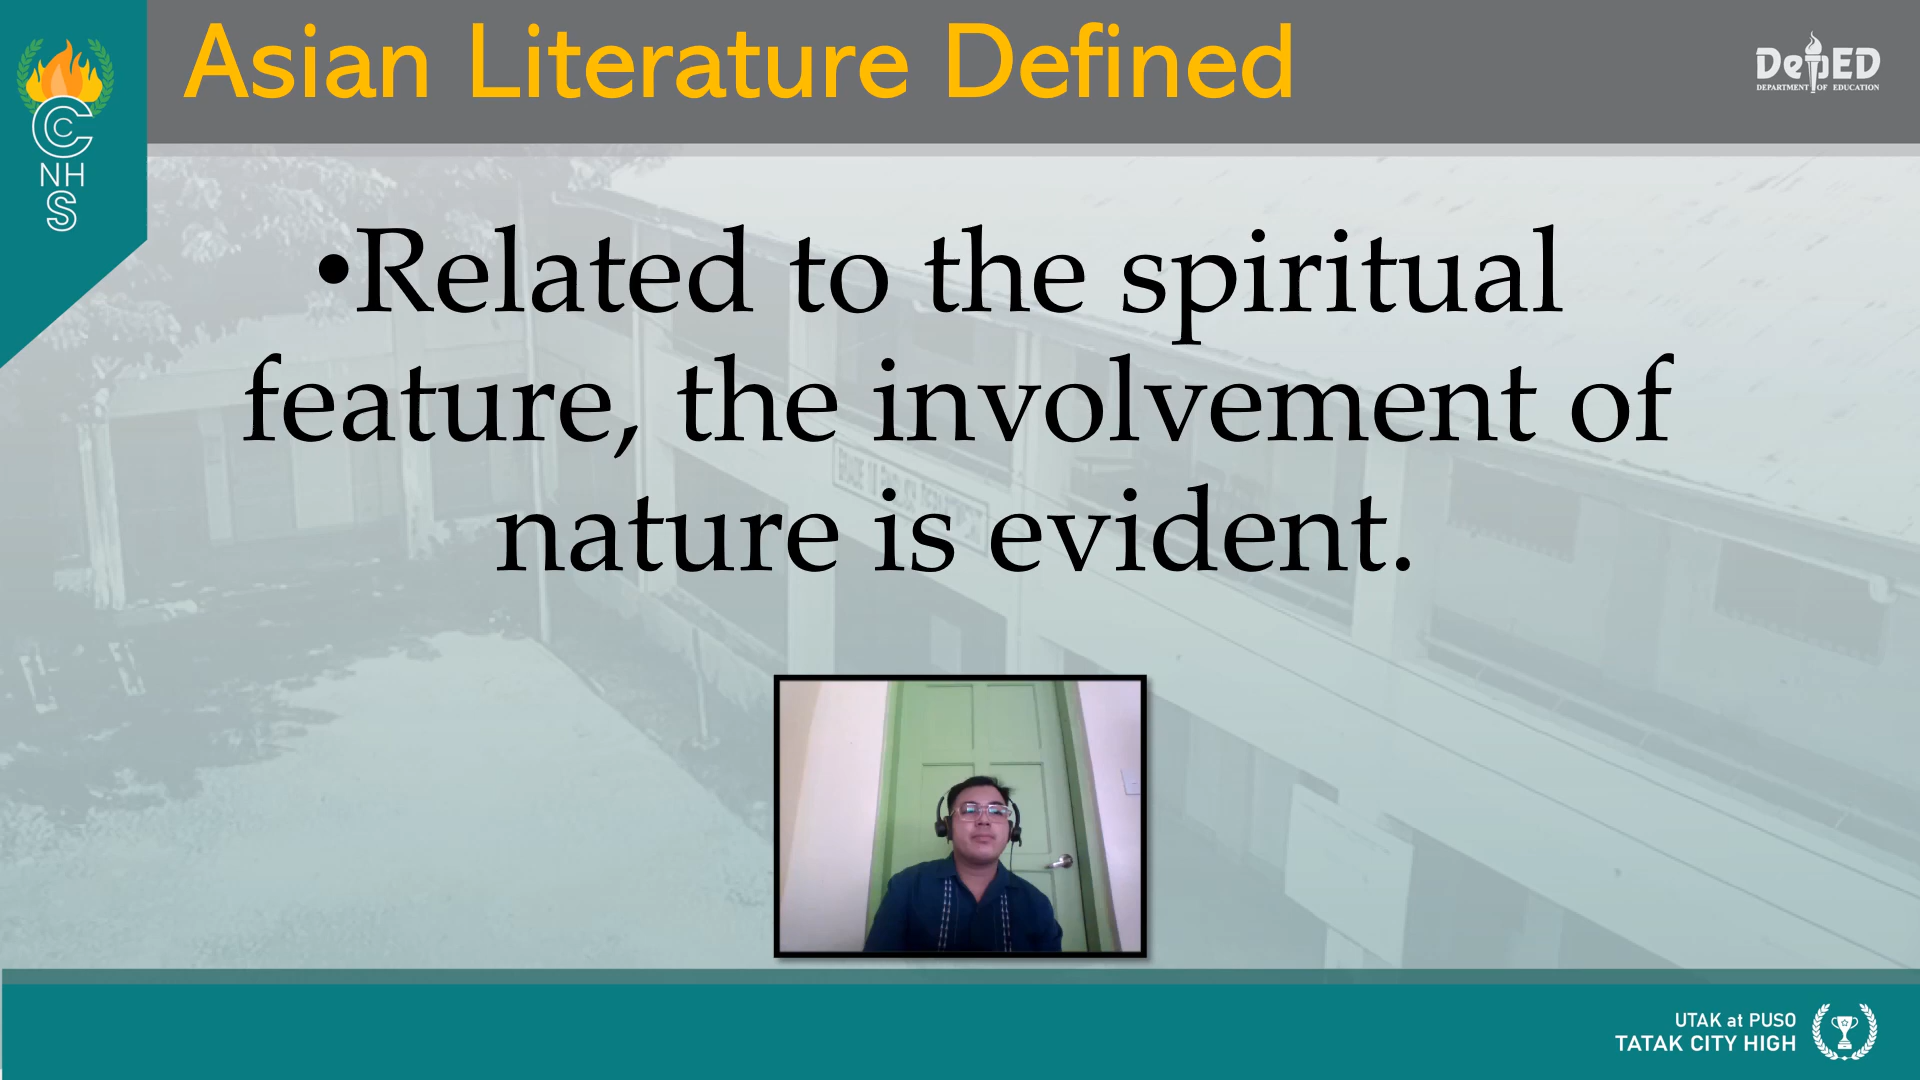 Asian Literature Defined
DepED
DEPARTMENT OF EDUCATION
C
C
NH
S
•Related to the spiritual
feature, the involvement of
nature is evident.
UTAK at PUSO
TATAK CITY HIGH